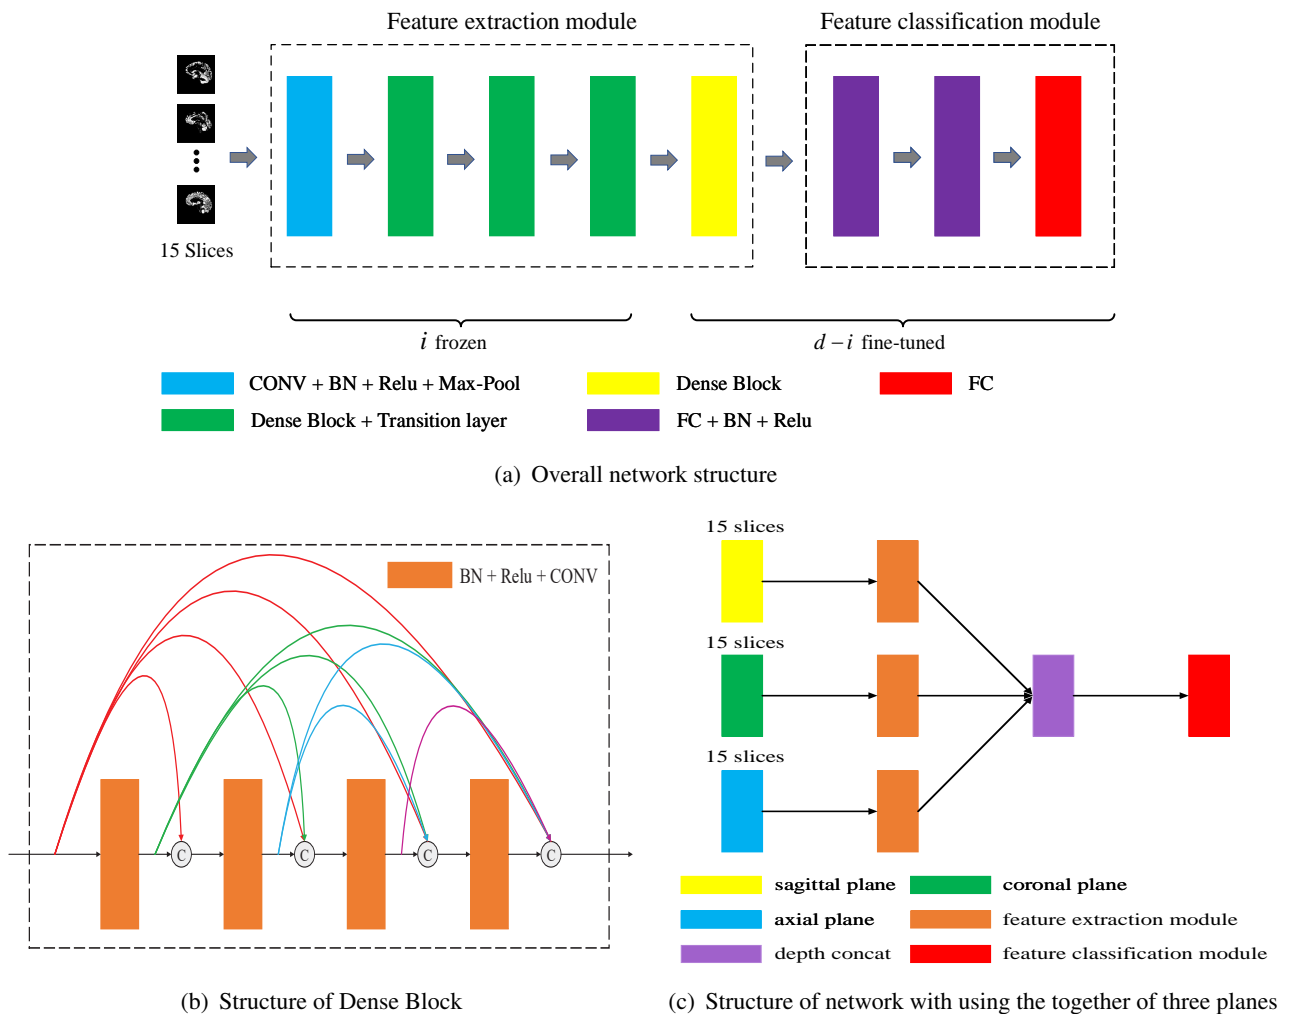 Feature extraction module
Feature classification module
15 Slices
i frozen
d − i fine-tuned
CONV + BN + Relu + Max-Pool
Dense Block
FC
Dense Block + Transition layer
FC + BN + Relu
(a) Overall network structure
BN + Relu + CONV
C
C
C
C
(b) Structure of Dense Block
15 slices
15 slices
15 slices
sagittal plane
coronal plane
axial plane
feature extraction module
depth concat
feature classification module
(c) Structure of network with using the together of three planes